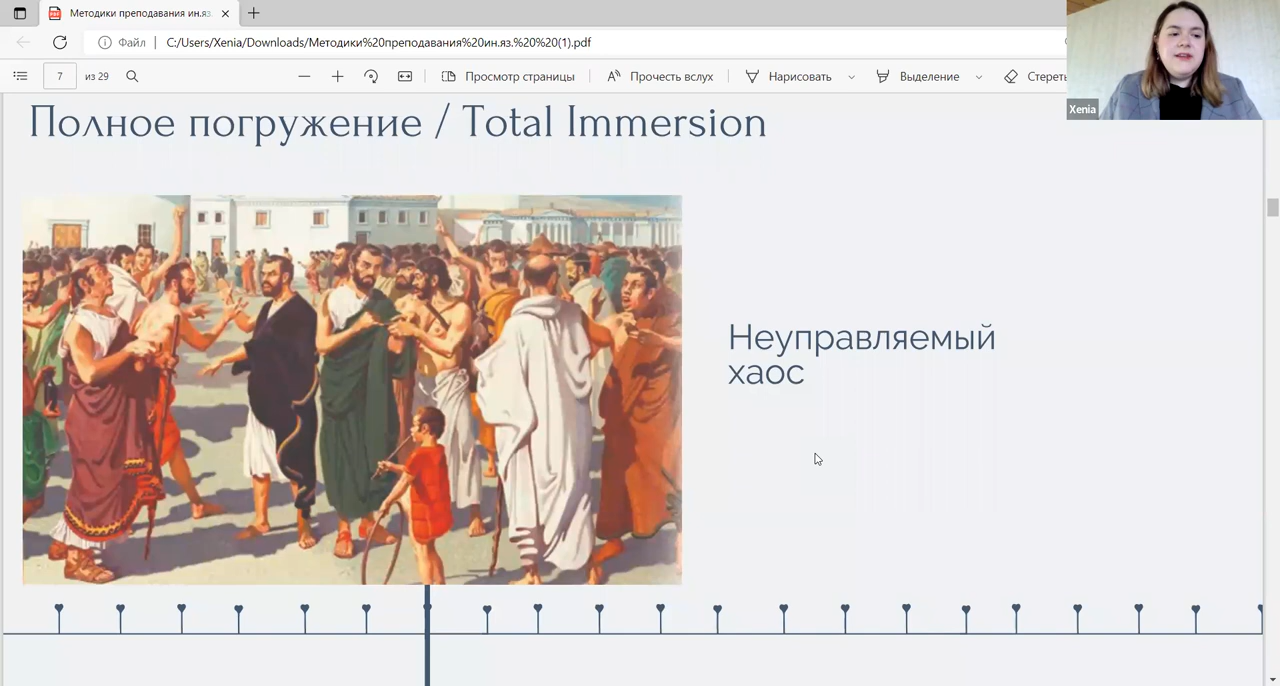 Методики преподавания ин.яз.
Файл
C:/Users/Xenia/Downloads/Методики%20преподавания%20ин.яз.%20%20(1).pdf
7 из 29
Просмотр страницы
Прочесть вслух
Нарисовать
Выделение
Стереть
Xenia
Полное погружение / Total Immersion
Неуправляемый
хаос